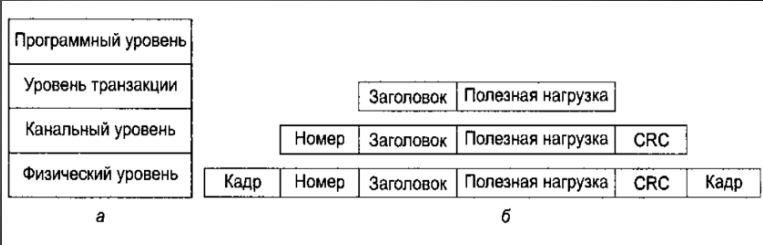 Программный уровень
Уровень транзакции
Заголовок Полезная нагрузка
Канальный уровень
Номер Заголовок Полезная нагрузка CRC
Физический уровень
Кадр Номер Заголовок Полезная нагрузка CRC Кадр
а
б